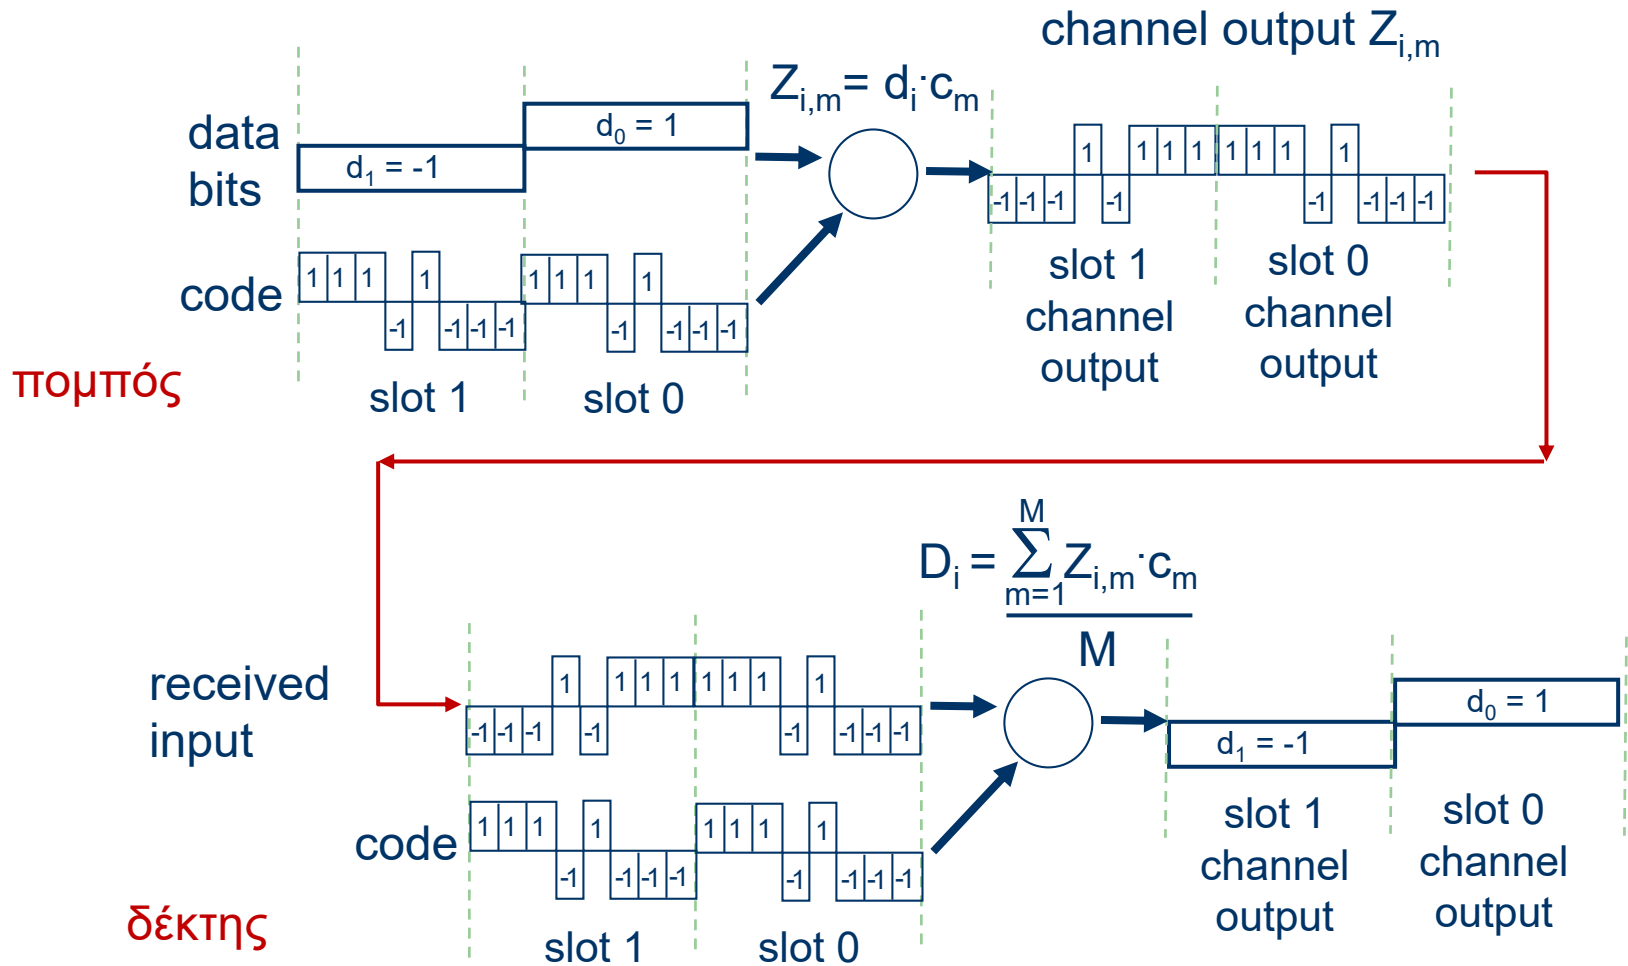 channel output Z_{i,m}
Z_{i,m}= d_i·c_m
data
bits
d_1 = -1
d_0 = 1
code
1 1 1 -1 1 -1 -1 -1
1 1 1 -1 1 -1 -1 -1
slot 1
slot 0
πομπός
-1 -1 -1 1 -1 1 1 1
1 1 1 -1 1 -1 -1 -1
slot 1
channel
output
slot 0
channel
output
D_i = Σ_{m=1}^{M} Z_{i,m}·c_m
M
received
input
-1 -1 -1 1 -1 1 1 1
1 1 1 -1 1 -1 -1 -1
code
1 1 1 -1 1 -1 -1 -1
1 1 1 -1 1 -1 -1 -1
slot 1
slot 0
δέκτης
d_1 = -1
d_0 = 1
slot 1
channel
output
slot 0
channel
output